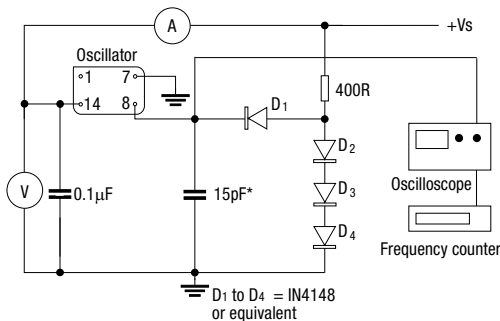 A
+Vs
Oscillator
1 7
14 8
400R
D1
D2
V
0.1µF
15pF*
D3
Oscilloscope
D4
Frequency counter
D1 to D4 = IN4148
or equivalent